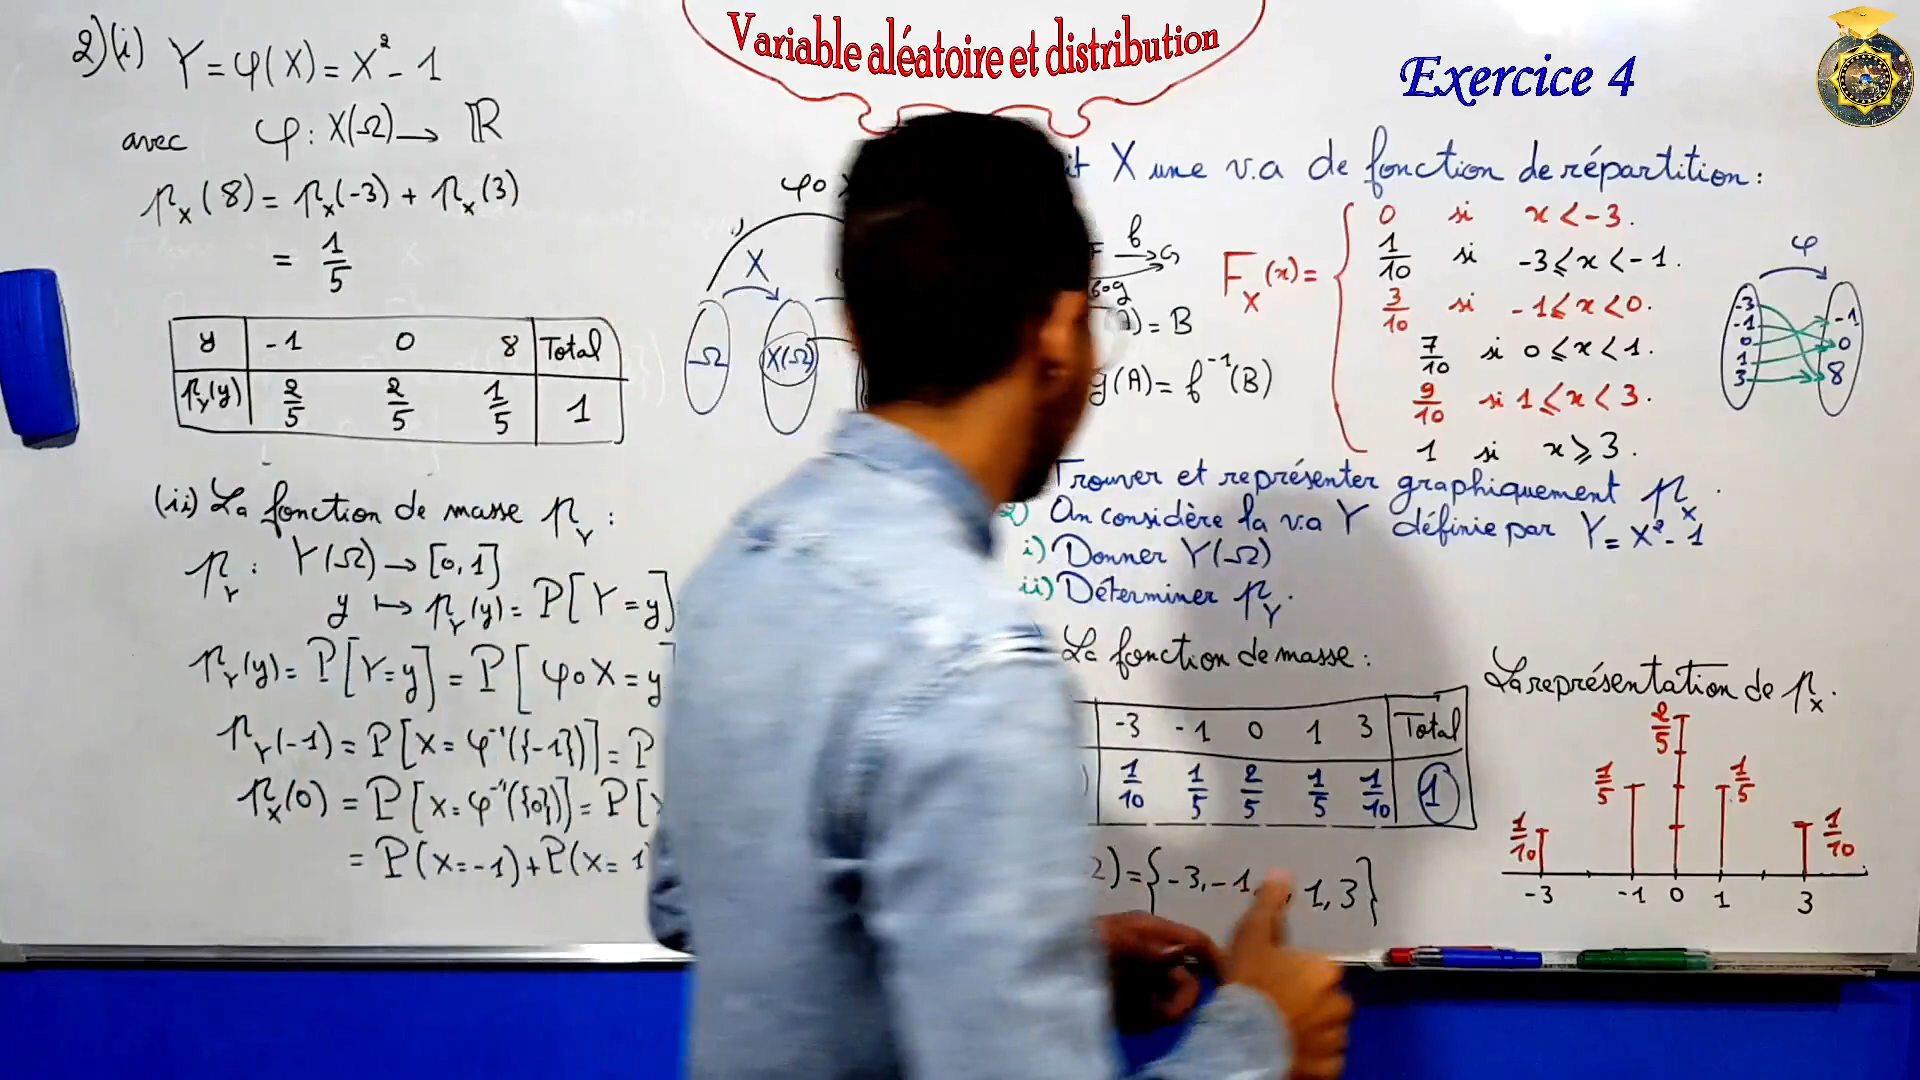 Variable aléatoire et distribution
Exercice 4
2)(i) Y = φ(X) = X² - 1
avec φ : X(Ω) → ℝ
p_X(8) = p_X(-3) + p_X(3)
= 1/5
y -1 0 8 Total
p_Y(y) 2/5 2/5 1/5 1
(ii) La fonction de masse p_Y :
p_Y : Y(Ω) → [0,1]
y ↦ p_Y(y) = P[Y = y]
p_Y(y) = P[Y = y] = P[φoX = y
p_Y(-1) = P[X = φ⁻¹({-1})] = P
p_X(0) = P[X = φ⁻¹({0})] = P[
= P(X = -1) + P(X = 1
φo
X
Ω X(Ω)
f
G
fog
) = B
g(A) = f⁻¹(B)
X une v.a de fonction de répartition :
F_X(x) =
0 si x < -3.
1/10 si -3 ≤ x < -1.
3/10 si -1 ≤ x < 0.
7/10 si 0 ≤ x < 1.
9/10 si 1 ≤ x < 3.
1 si x ≥ 3.
φ
-3 -1
-1 0
0 8
1
3
Trouver et représenter graphiquement p_X.
2) On considère la v.a Y définie par Y = X² - 1
i) Donner Y(Ω)
ii) Déterminer p_Y.
La fonction de masse :
-3 -1 0 1 3 Total
1/10 1/5 2/5 1/5 1/10 1
) = {-3, -1 , 1, 3}
La représentation de p_X.
2/5
1/5 1/5
1/10 1/10
-3 -1 0 1 3